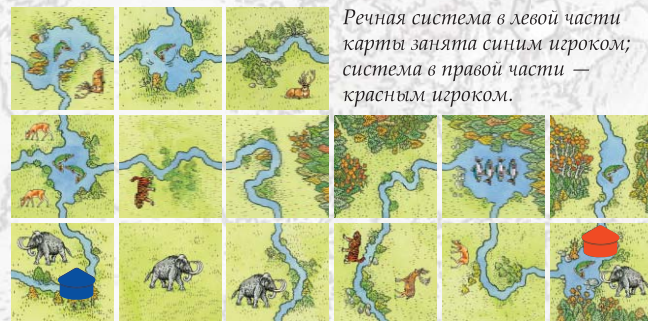 Речная система в левой части
карты занята синим игроком;
система в правой части —
красным игроком.